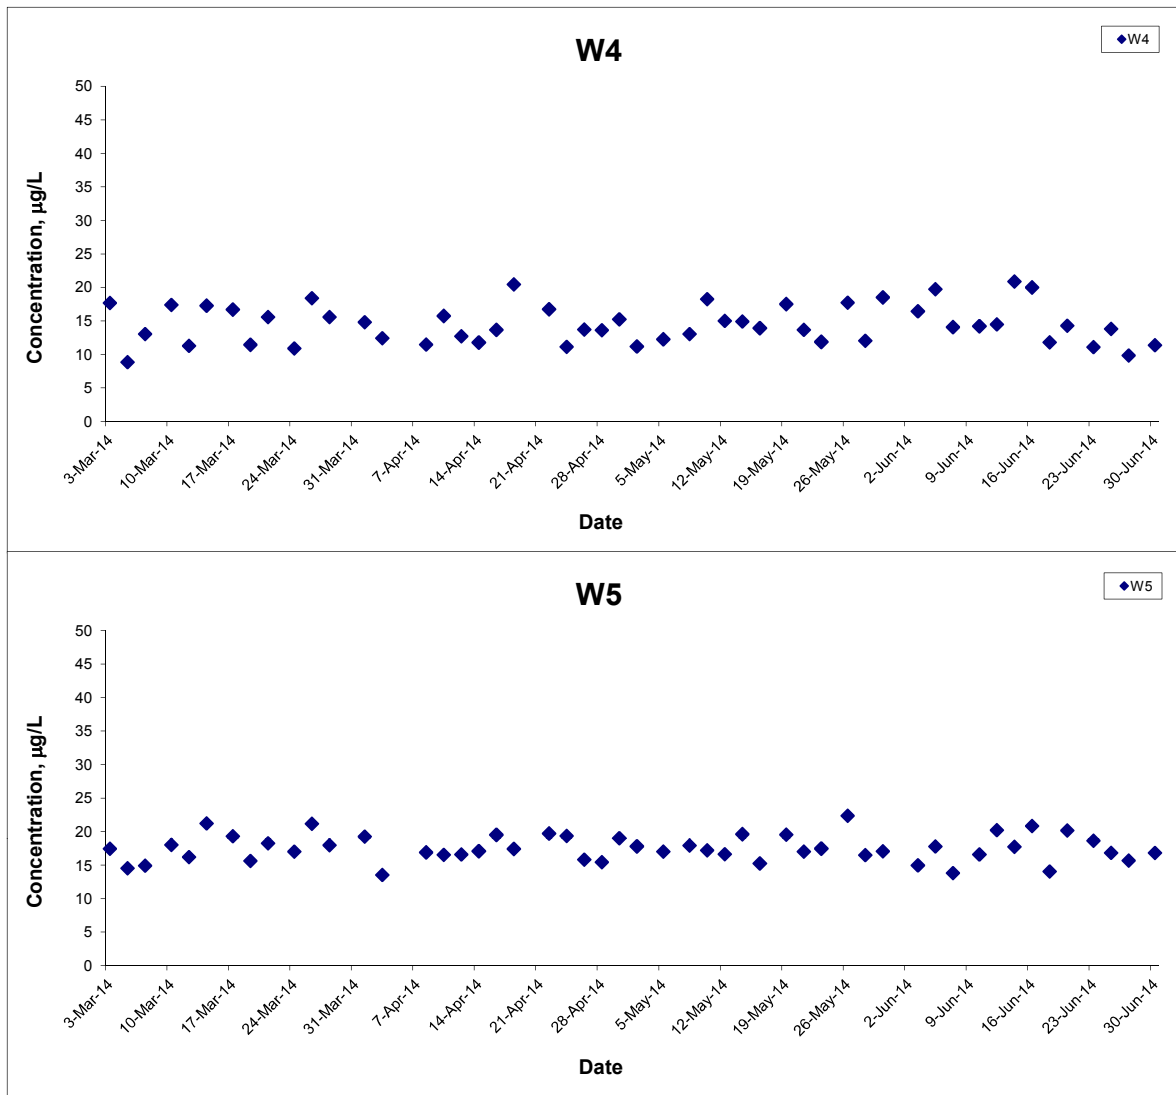 W4
W4
50
45
40
35
30
25
20
15
10
5
0
Concentration, µg/L
3-Mar-14
10-Mar-14
17-Mar-14
24-Mar-14
31-Mar-14
7-Apr-14
14-Apr-14
21-Apr-14
28-Apr-14
5-May-14
12-May-14
19-May-14
26-May-14
2-Jun-14
9-Jun-14
16-Jun-14
23-Jun-14
30-Jun-14
Date
W5
W5
50
45
40
35
30
25
20
15
10
5
0
Concentration, µg/L
3-Mar-14
10-Mar-14
17-Mar-14
24-Mar-14
31-Mar-14
7-Apr-14
14-Apr-14
21-Apr-14
28-Apr-14
5-May-14
12-May-14
19-May-14
26-May-14
2-Jun-14
9-Jun-14
16-Jun-14
23-Jun-14
30-Jun-14
Date